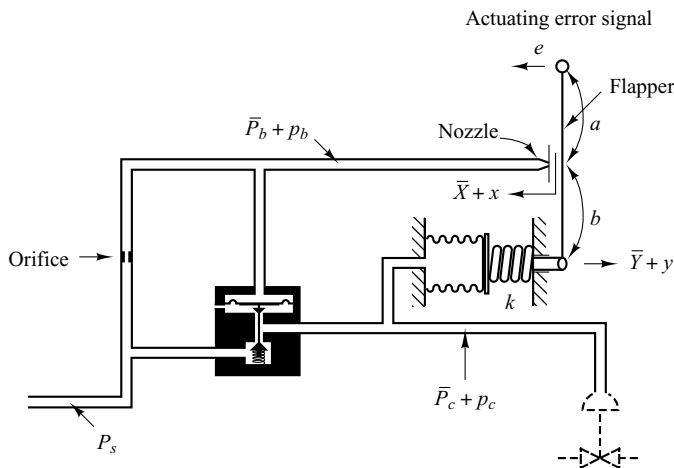 Actuating error signal
e
Flapper
a
P̅b + pb
Nozzle
X̅ + x
b
Orifice
Y̅ + y
k
P̅c + pc
Ps